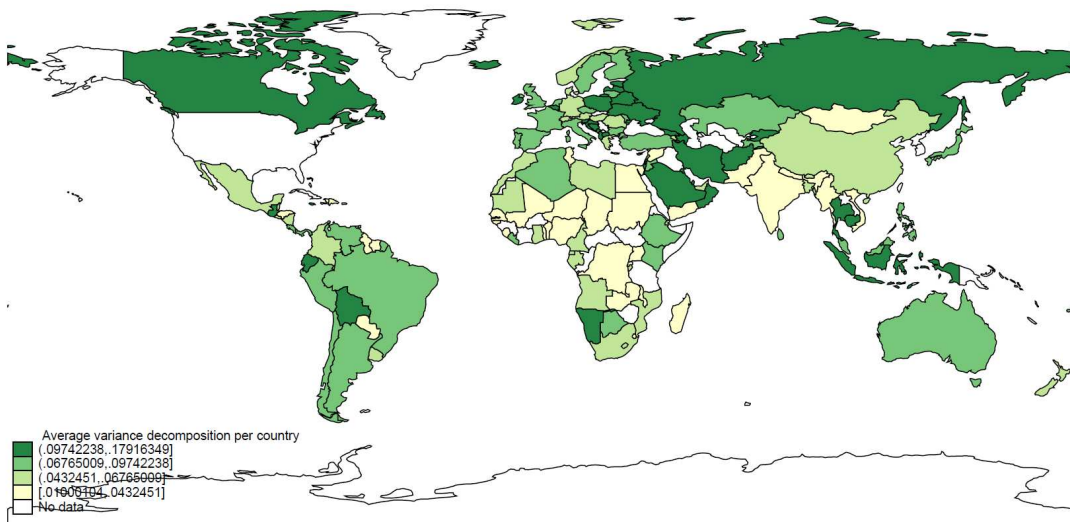 Average variance decomposition per country
(.09742238,.17916349]
(.06765009,.09742238]
(.0432451,.06765009]
[.01000104,.0432451]
No data